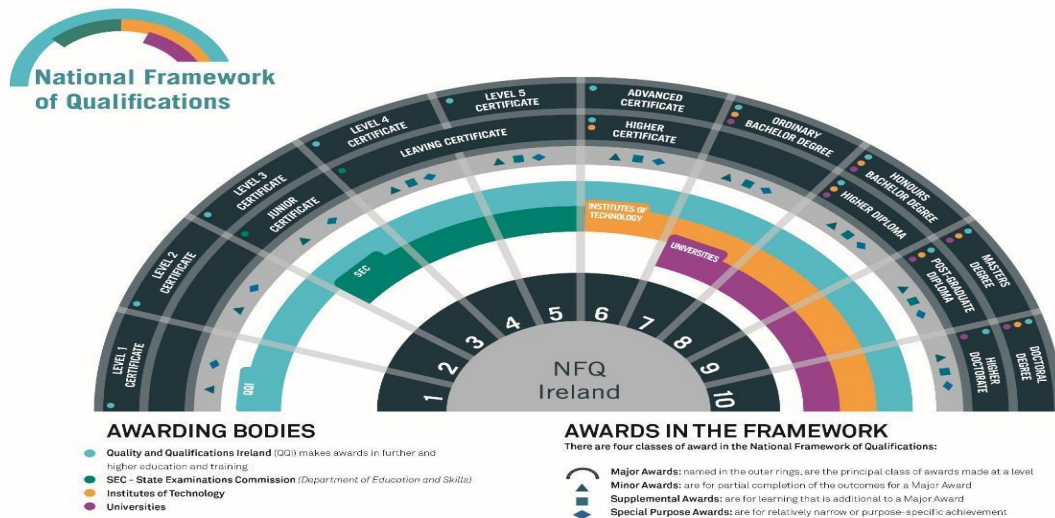 National Framework
of Qualifications
LEVEL 1
CERTIFICATE
LEVEL 2
CERTIFICATE
LEVEL 3
CERTIFICATE
LEVEL 4
CERTIFICATE
LEVEL 5
CERTIFICATE
ADVANCED
CERTIFICATE
ORDINARY
BACHELOR DEGREE
HONOURS
BACHELOR DEGREE
MASTERS
DEGREE
DOCTORAL
DEGREE
JUNIOR
CERTIFICATE
LEAVING CERTIFICATE
HIGHER
CERTIFICATE
HIGHER DIPLOMA
POST-GRADUATE
DIPLOMA
HIGHER
DOCTORATE
QQI
SEC
INSTITUTES OF
TECHNOLOGY
UNIVERSITIES
1
2
3
4
5
6
7
8
9
10
NFQ
Ireland
AWARDING BODIES
Quality and Qualifications Ireland (QQI) makes awards in further and
higher education and training
SEC - State Examinations Commission (Department of Education and Skills)
Institutes of Technology
Universities
AWARDS IN THE FRAMEWORK
There are four classes of award in the National Framework of Qualifications:
Major Awards: named in the outer rings, are the principal class of awards made at a level
Minor Awards: are for partial completion of the outcomes for a Major Award
Supplemental Awards: are for learning that is additional to a Major Award
Special Purpose Awards: are for relatively narrow or purpose-specific achievement